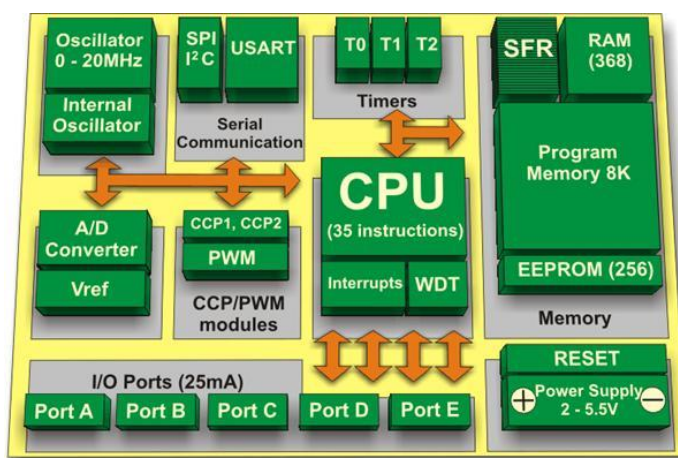 Oscillator
0 - 20MHz
Internal
Oscillator
SPI
I²C
USART
Serial
Communication
T0
T1
T2
Timers
SFR
RAM
(368)
Program
Memory 8K
EEPROM (256)
Memory
CPU
(35 instructions)
Interrupts
WDT
A/D
Converter
Vref
CCP1, CCP2
PWM
CCP/PWM
modules
I/O Ports (25mA)
Port A
Port B
Port C
Port D
Port E
RESET
Power Supply
+
2 - 5.5V
−